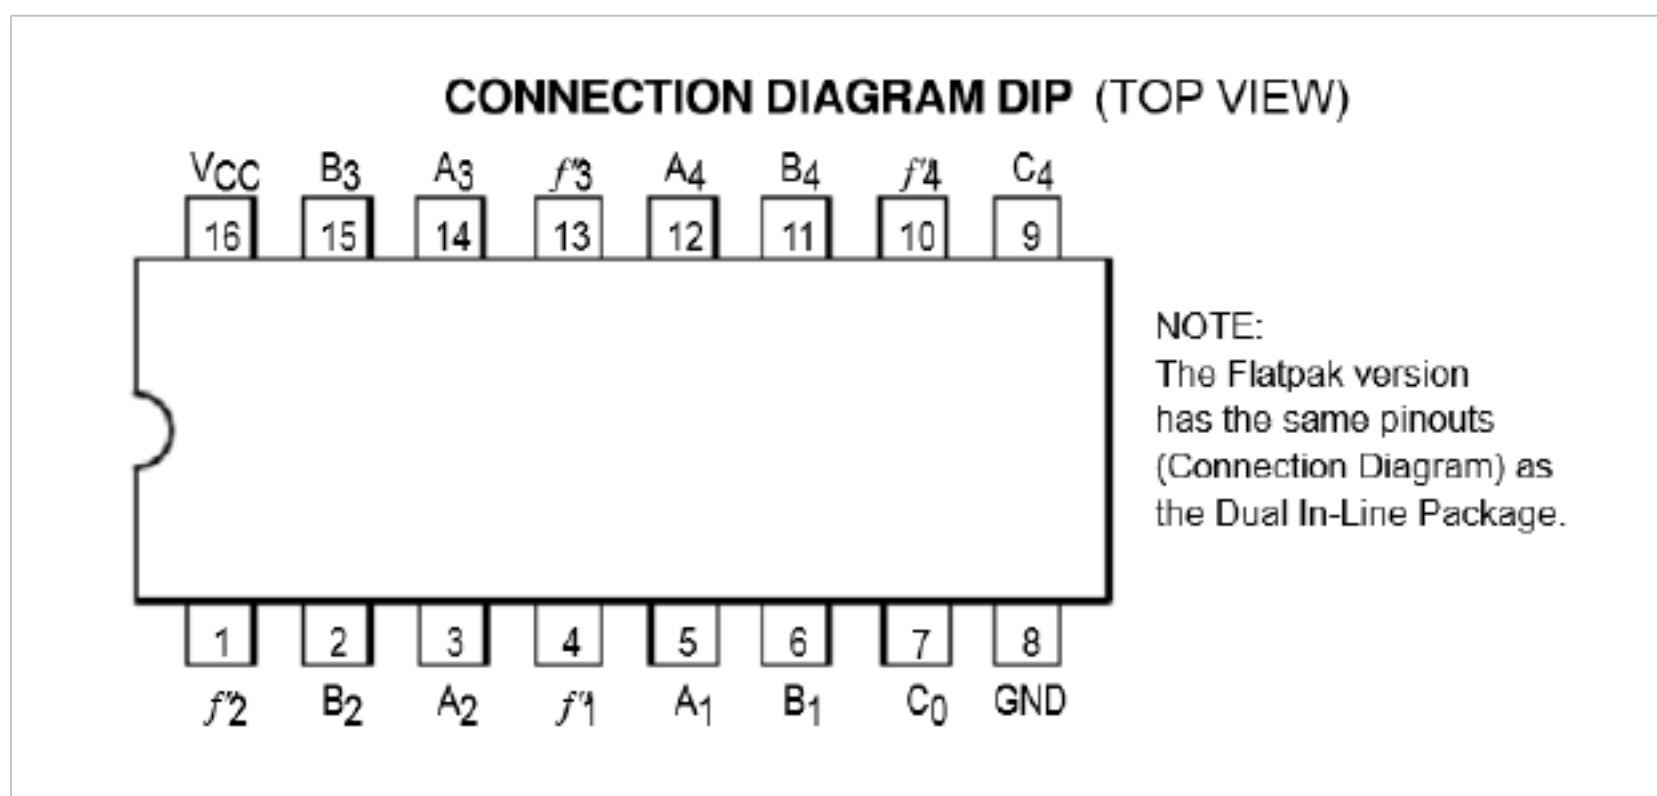 CONNECTION DIAGRAM DIP (TOP VIEW)
VCC B3 A3 ƒ"3 A4 B4 ƒ'4 C4
16 15 14 13 12 11 10 9
NOTE:
The Flatpak version
has the same pinouts
(Connection Diagram) as
the Dual In-Line Package.
1 2 3 4 5 6 7 8
ƒ"2 B2 A2 ƒ'1 A1 B1 C0 GND